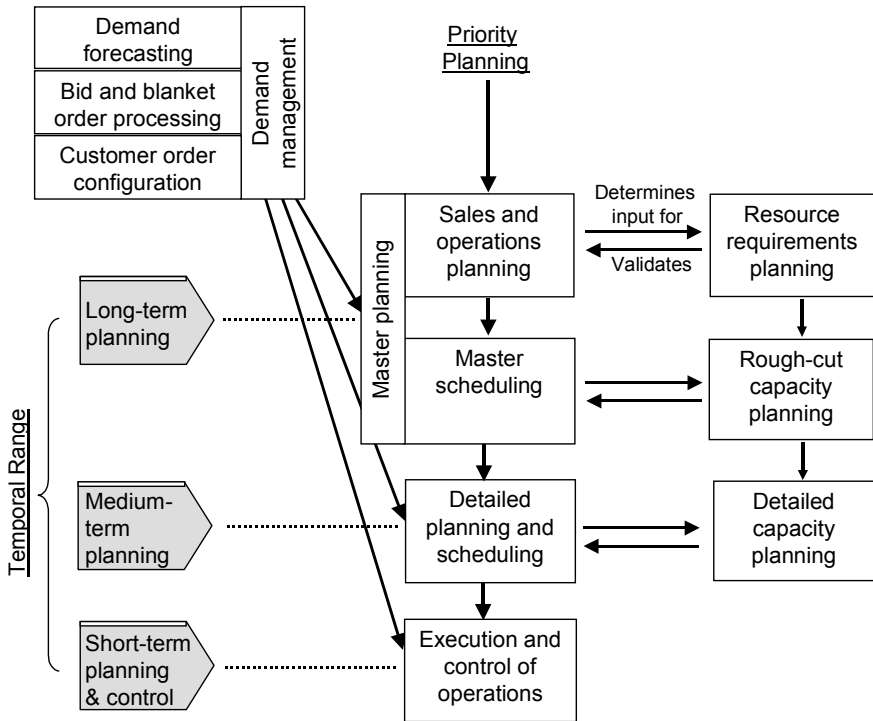 Demand
forecasting
Bid and blanket
order processing
Customer order
configuration
Demand
management
Priority
Planning
Sales and
operations
planning
Determines
input for
Validates
Resource
requirements
planning
Long-term
planning
Master planning
Master
scheduling
Rough-cut
capacity
planning
Temporal Range
Medium-
term
planning
Detailed
planning and
scheduling
Detailed
capacity
planning
Short-term
planning
& control
Execution and
control of
operations